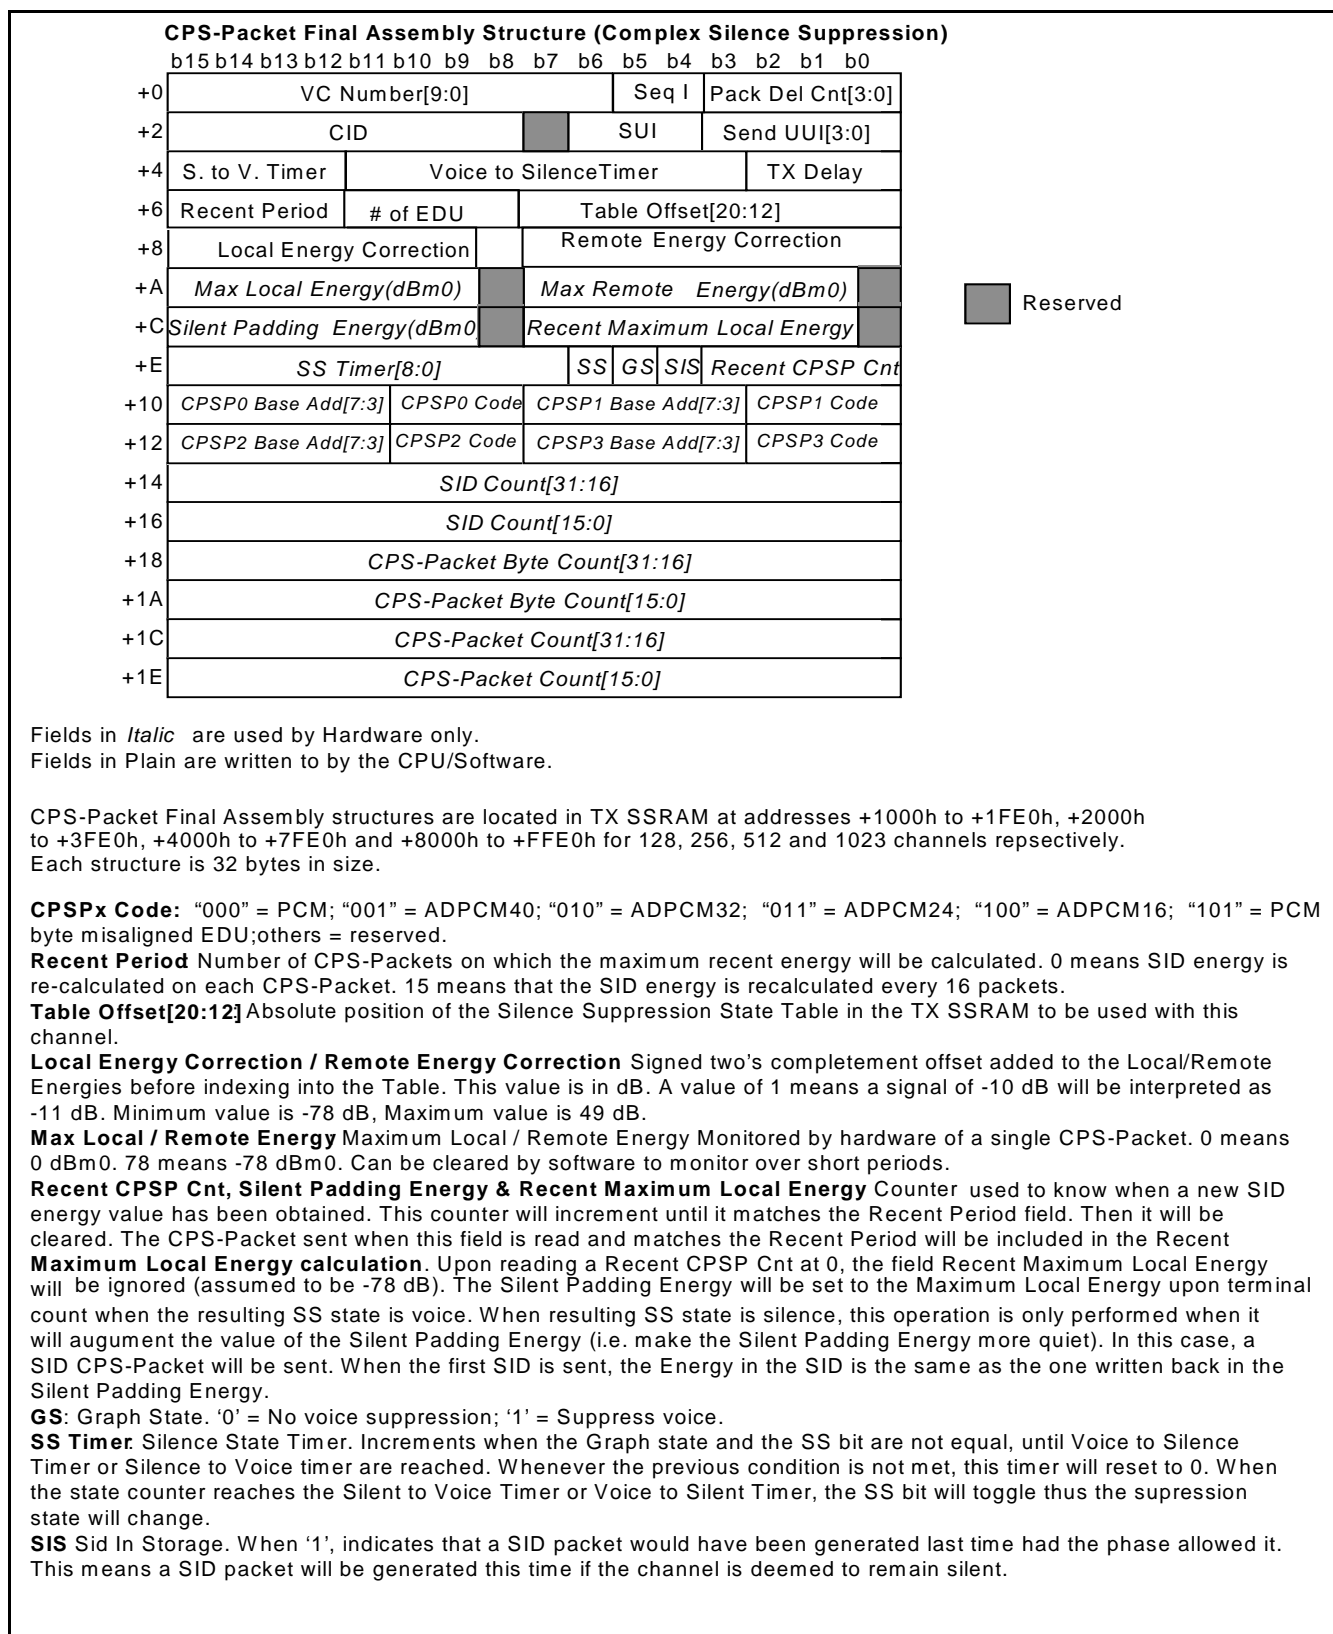 CPS-Packet Final Assembly Structure (Complex Silence Suppression)
b15 b14 b13 b12 b11 b10 b9 b8 b7 b6 b5 b4 b3 b2 b1 b0
+0 VC Number[9:0] Seq I Pack Del Cnt[3:0]
+2 CID SUI Send UUI[3:0]
+4 S. to V. Timer Voice to SilenceTimer TX Delay
+6 Recent Period # of EDU Table Offset[20:12]
+8 Local Energy Correction Remote Energy Correction
+A Max Local Energy(dBm0) Max Remote Energy(dBm0)
Reserved
+C Silent Padding Energy(dBm0 Recent Maximum Local Energy
+E SS Timer[8:0] SS GS SIS Recent CPSP Cnt
+10 CPSP0 Base Add[7:3] CPSP0 Code CPSP1 Base Add[7:3] CPSP1 Code
+12 CPSP2 Base Add[7:3] CPSP2 Code CPSP3 Base Add[7:3] CPSP3 Code
+14 SID Count[31:16]
+16 SID Count[15:0]
+18 CPS-Packet Byte Count[31:16]
+1A CPS-Packet Byte Count[15:0]
+1C CPS-Packet Count[31:16]
+1E CPS-Packet Count[15:0]
Fields in Italic are used by Hardware only.
Fields in Plain are written to by the CPU/Software.
CPS-Packet Final Assembly structures are located in TX SSRAM at addresses +1000h to +1FE0h, +2000h
to +3FE0h, +4000h to +7FE0h and +8000h to +FFE0h for 128, 256, 512 and 1023 channels repsectively.
Each structure is 32 bytes in size.
CPSPx Code: “000” = PCM; “001” = ADPCM40; “010” = ADPCM32; “011” = ADPCM24; “100” = ADPCM16; “101” = PCM
byte misaligned EDU;others = reserved.
Recent Period: Number of CPS-Packets on which the maximum recent energy will be calculated. 0 means SID energy is
re-calculated on each CPS-Packet. 15 means that the SID energy is recalculated every 16 packets.
Table Offset[20:12]: Absolute position of the Silence Suppression State Table in the TX SSRAM to be used with this
channel.
Local Energy Correction / Remote Energy Correction Signed two’s completement offset added to the Local/Remote
Energies before indexing into the Table. This value is in dB. A value of 1 means a signal of -10 dB will be interpreted as
-11 dB. Minimum value is -78 dB, Maximum value is 49 dB.
Max Local / Remote Energy Maximum Local / Remote Energy Monitored by hardware of a single CPS-Packet. 0 means
0 dBm0. 78 means -78 dBm0. Can be cleared by software to monitor over short periods.
Recent CPSP Cnt, Silent Padding Energy & Recent Maximum Local Energy Counter used to know when a new SID
energy value has been obtained. This counter will increment until it matches the Recent Period field. Then it will be
cleared. The CPS-Packet sent when this field is read and matches the Recent Period will be included in the Recent
Maximum Local Energy calculation. Upon reading a Recent CPSP Cnt at 0, the field Recent Maximum Local Energy
will be ignored (assumed to be -78 dB). The Silent Padding Energy will be set to the Maximum Local Energy upon terminal
count when the resulting SS state is voice. When resulting SS state is silence, this operation is only performed when it
will augument the value of the Silent Padding Energy (i.e. make the Silent Padding Energy more quiet). In this case, a
SID CPS-Packet will be sent. When the first SID is sent, the Energy in the SID is the same as the one written back in the
Silent Padding Energy.
GS: Graph State. ‘0’ = No voice suppression; ‘1’ = Suppress voice.
SS Timer: Silence State Timer. Increments when the Graph state and the SS bit are not equal, until Voice to Silence
Timer or Silence to Voice timer are reached. Whenever the previous condition is not met, this timer will reset to 0. When
the state counter reaches the Silent to Voice Timer or Voice to Silent Timer, the SS bit will toggle thus the supression
state will change.
SIS Sid In Storage. When ‘1’, indicates that a SID packet would have been generated last time had the phase allowed it.
This means a SID packet will be generated this time if the channel is deemed to remain silent.